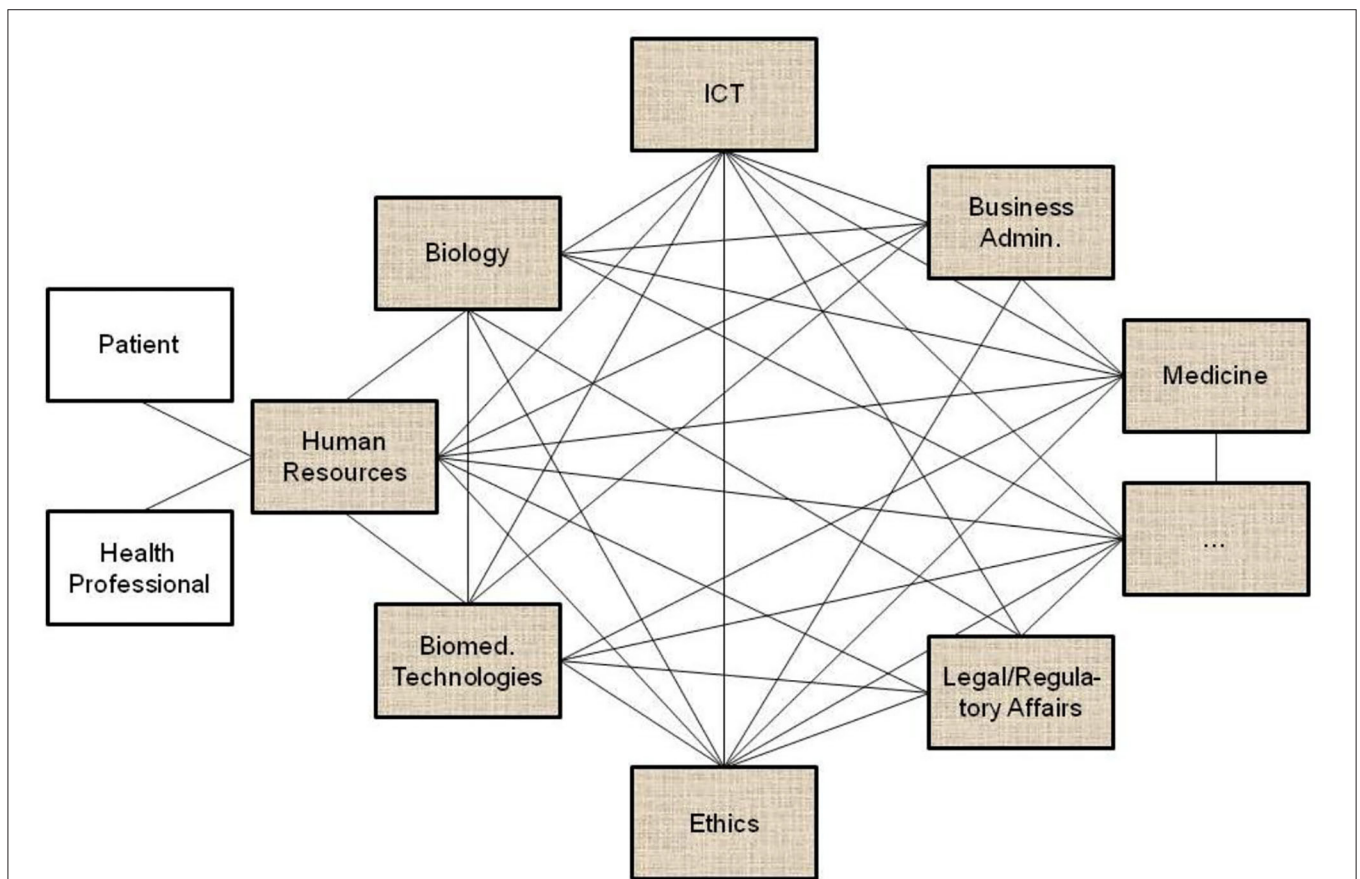 ICT
Business
Admin.
Biology
Patient
Medicine
Human
Resources
Health
Professional
...
Biomed.
Technologies
Legal/Regula-
tory Affairs
Ethics